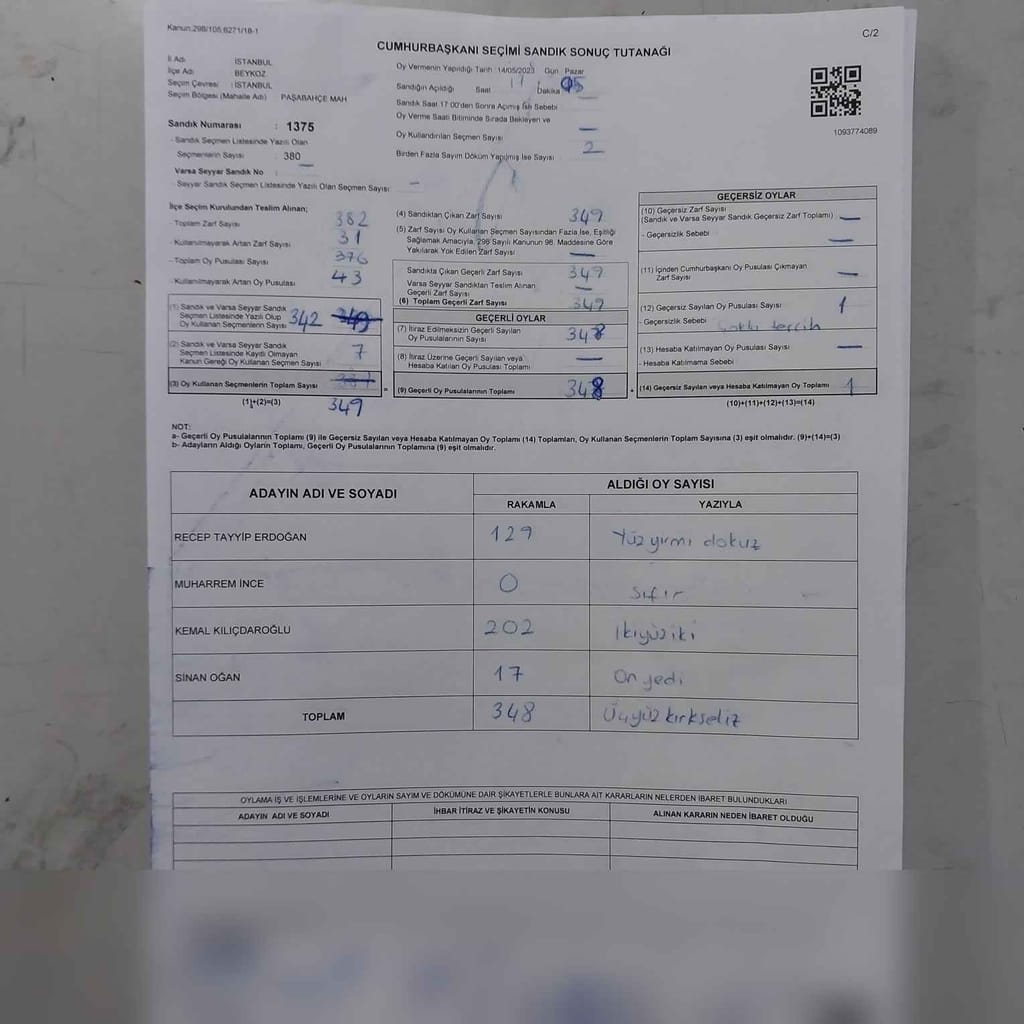 Kanun.298/105,6271/18-1
C/2
CUMHURBAŞKANI SEÇİMİ SANDIK SONUÇ TUTANAĞI
İl Adı : İSTANBUL
İlçe Adı : BEYKOZ
Seçim Çevresi : İSTANBUL
Seçim Bölgesi (Mahalle Adı) PAŞABAHÇE MAH
Sandık Numarası : 1375
- Sandık Seçmen Listesinde Yazılı Olan
Seçmenlerin Sayısı : 380
Varsa Seyyar Sandık No : —
- Seyyar Sandık Seçmen Listesinde Yazılı Olan Seçmen Sayısı : —
Oy Vermenin Yapıldığı Tarih : 14/05/2023 Gün : Pazar
Sandığın Açıldığı Saat 17 Dakika 05
Sandık Saat 17:00'den Sonra Açılmış İse Sebebi —
Oy Verme Saati Bitiminde Sırada Bekleyen ve
Oy Kullandırılan Seçmen Sayısı —
Birden Fazla Sayım Döküm Yapılmış İse Sayısı 2
1093774089
İlçe Seçim Kurulundan Teslim Alınan;
- Toplam Zarf Sayısı 382
- Kullanılmayarak Artan Zarf Sayısı 31
- Toplam Oy Pusulası Sayısı 376
- Kullanılmayarak Artan Oy Pusulası 43
(1) Sandık ve Varsa Seyyar Sandık
Seçmen Listesinde Yazılı Olup
Oy Kullanan Seçmenlerin Sayısı 342 349
(2) Sandık ve Varsa Seyyar Sandık
Seçmen Listesinde Kayıtlı Olmayan
Kanun Gereği Oy Kullanan Seçmen Sayısı 7
(3) Oy Kullanan Seçmenlerin Toplam Sayısı
(1)+(2)=(3) 349
(4) Sandıktan Çıkan Zarf Sayısı 349
(5) Zarf Sayısı Oy Kullanan Seçmen Sayısından Fazla İse, Eşitliği
Sağlamak Amacıyla, 298 Sayılı Kanunun 98. Maddesine Göre
Yakılarak Yok Edilen Zarf Sayısı —
Sandıkta Çıkan Geçerli Zarf Sayısı 349
Varsa Seyyar Sandıktan Teslim Alınan
Geçerli Zarf Sayısı —
(6) Toplam Geçerli Zarf Sayısı 349
GEÇERLİ OYLAR
(7) İtiraz Edilmeksizin Geçerli Sayılan
Oy Pusulasının Sayısı 348
(8) İtiraz Üzerine Geçerli Sayılan veya
Hesaba Katılan Oy Pusulası Toplamı —
(9) Geçerli Oy Pusulalarının Toplamı 348
GEÇERSİZ OYLAR
(10) Geçersiz Zarf Sayısı
(Sandık ve Varsa Seyyar Sandık Geçersiz Zarf Toplamı) —
- Geçersizlik Sebebi —
(11) İçinden Cumhurbaşkanı Oy Pusulası Çıkmayan
Zarf Sayısı —
(12) Geçersiz Sayılan Oy Pusulası Sayısı 1
- Geçersizlik Sebebi tercih
(13) Hesaba Katılmayan Oy Pusulası Sayısı —
- Hesaba Katılmama Sebebi
(14) Geçersiz Sayılan veya Hesaba Katılmayan Oy Toplamı 1
(10)+(11)+(12)+(13)=(14)
NOT:
a- Geçerli Oy Pusulalarının Toplamı (9) ile Geçersiz Sayılan veya Hesaba Katılmayan Oy Toplamı (14) Toplamları, Oy Kullanan Seçmenlerin Toplam Sayısına (3) eşit olmalıdır. (9)+(14)=(3)
b- Adayların Aldığı Oyların Toplamı, Geçerli Oy Pusulalarının Toplamına (9) eşit olmalıdır.
ADAYIN ADI VE SOYADI
ALDIĞI OY SAYISI
RAKAMLA YAZIYLA
RECEP TAYYİP ERDOĞAN 129 Yüz yirmi dokuz
MUHARREM İNCE 0 Sıfır
KEMAL KILIÇDAROĞLU 202 İkiyüziki
SİNAN OĞAN 17 On yedi
TOPLAM 348 Üçyüz kırksekiz
OYLAMA İŞ VE İŞLEMLERİNE VE OYLARIN SAYIM VE DÖKÜMÜNE DAİR ŞİKAYETLERLE BUNLARA AİT KARARLARIN NELERDEN İBARET BULUNDUKLARI
ADAYIN ADI VE SOYADI
İHBAR İTİRAZ VE ŞİKAYETİN KONUSU
ALINAN KARARIN NEDEN İBARET OLDUĞU